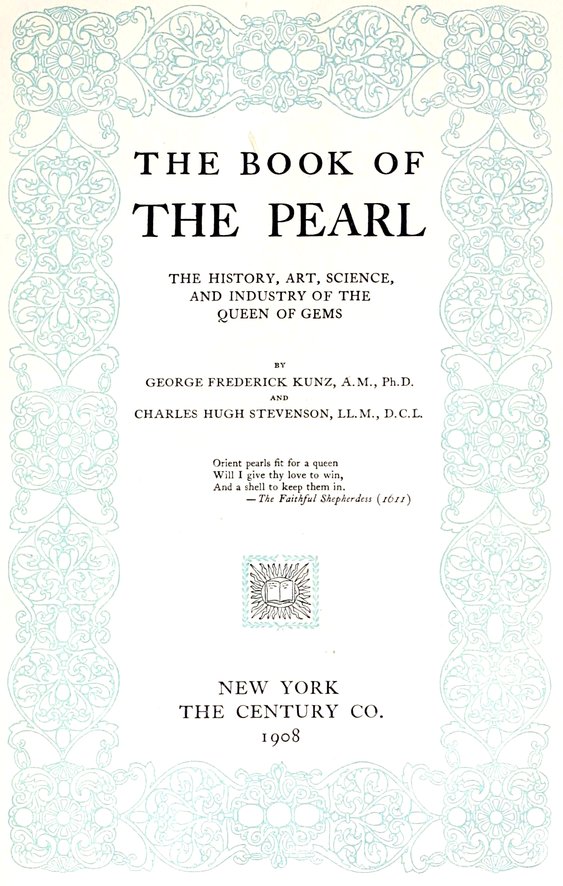 THE BOOK OF
THE PEARL
THE HISTORY, ART, SCIENCE,
AND INDUSTRY OF THE
QUEEN OF GEMS
BY
GEORGE FREDERICK KUNZ, A.M., Ph.D.
AND
CHARLES HUGH STEVENSON, LL.M., D.C.L.
Orient pearls fit for a queen
Will I give thy love to win,
And a shell to keep them in.
— The Faithful Shepherdess (1611)
NEW YORK
THE CENTURY CO.
1908